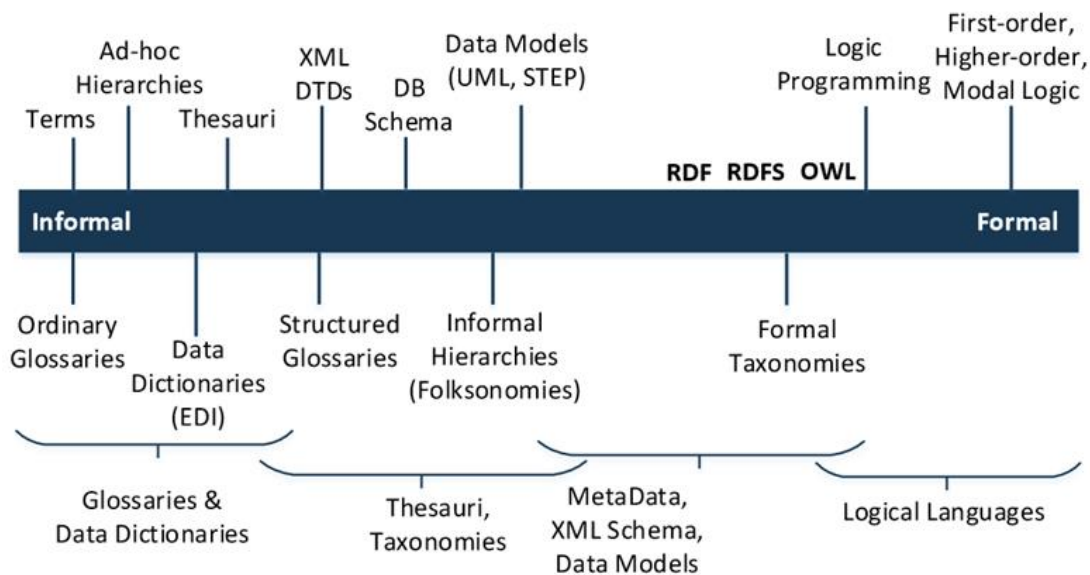 Terms
Ad-hoc
Hierarchies
Thesauri
XML
DTDs
DB
Schema
Data Models
(UML, STEP)
RDF RDFS OWL
Logic
Programming
First-order,
Higher-order,
Modal Logic
Informal
Formal
Ordinary
Glossaries
Data
Dictionaries
(EDI)
Structured
Glossaries
Informal
Hierarchies
(Folksonomies)
Formal
Taxonomies
Glossaries &
Data Dictionaries
Thesauri,
Taxonomies
MetaData,
XML Schema,
Data Models
Logical Languages